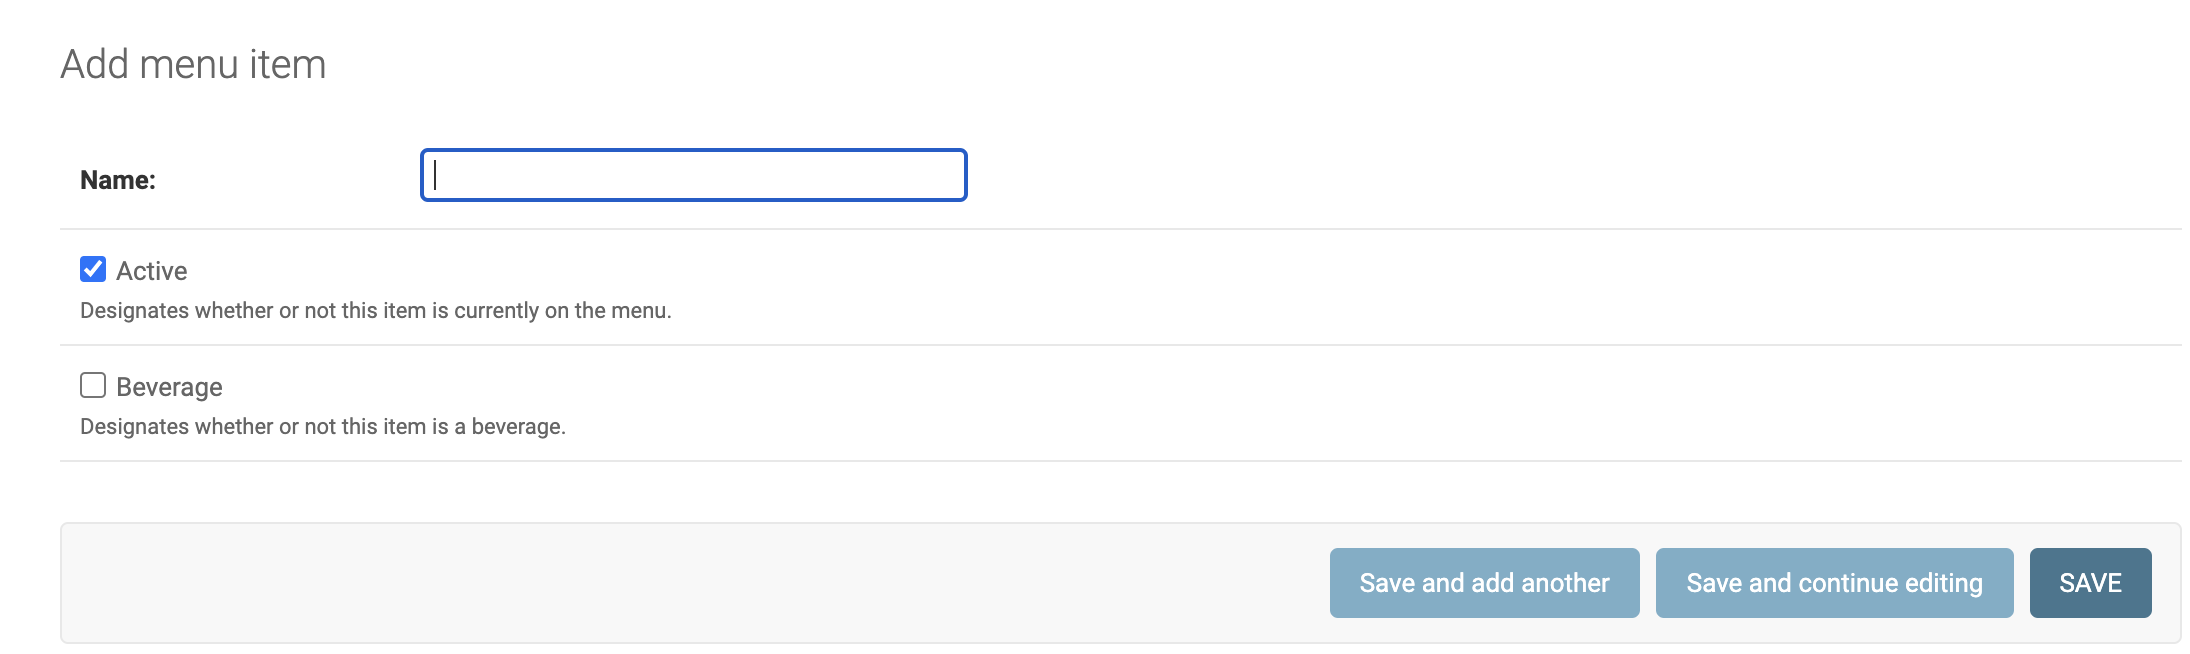 Add menu item
Name:
Active
Designates whether or not this item is currently on the menu.
Beverage
Designates whether or not this item is a beverage.
Save and add another Save and continue editing SAVE